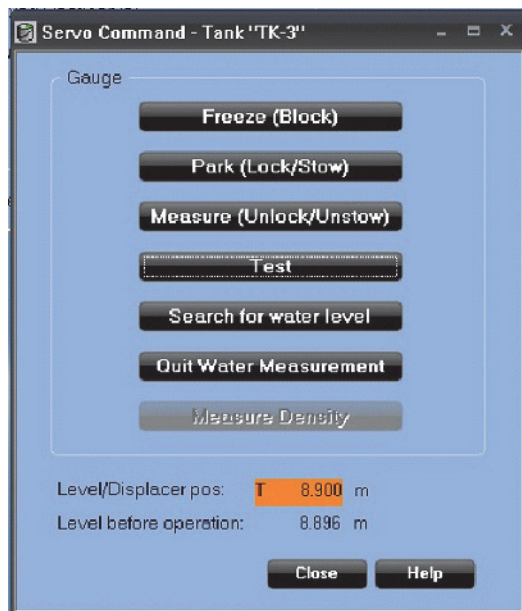 Servo Command - Tank "TK-3"
Gauge
Freeze (Block)
Park (Lock/Stow)
Measure (Unlock/Unstow)
Test
Search for water level
Quit Water Measurement
Measure Density
Level/Displacer pos: T 8.900 m
Level before operation: 8.896 m
Close Help